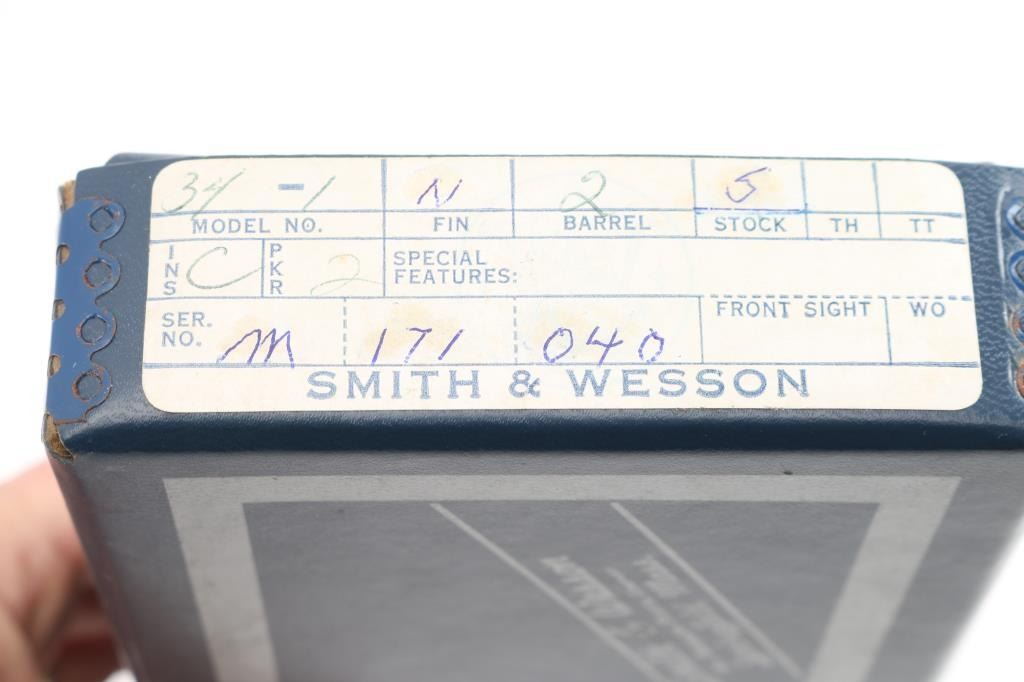 34 -1 N 2 S
MODEL NO. FIN BARREL STOCK TH TT
INS C PKR 2 SPECIAL
FEATURES:
SER.
NO. M 171 040 FRONT SIGHT WO
SMITH & WESSON